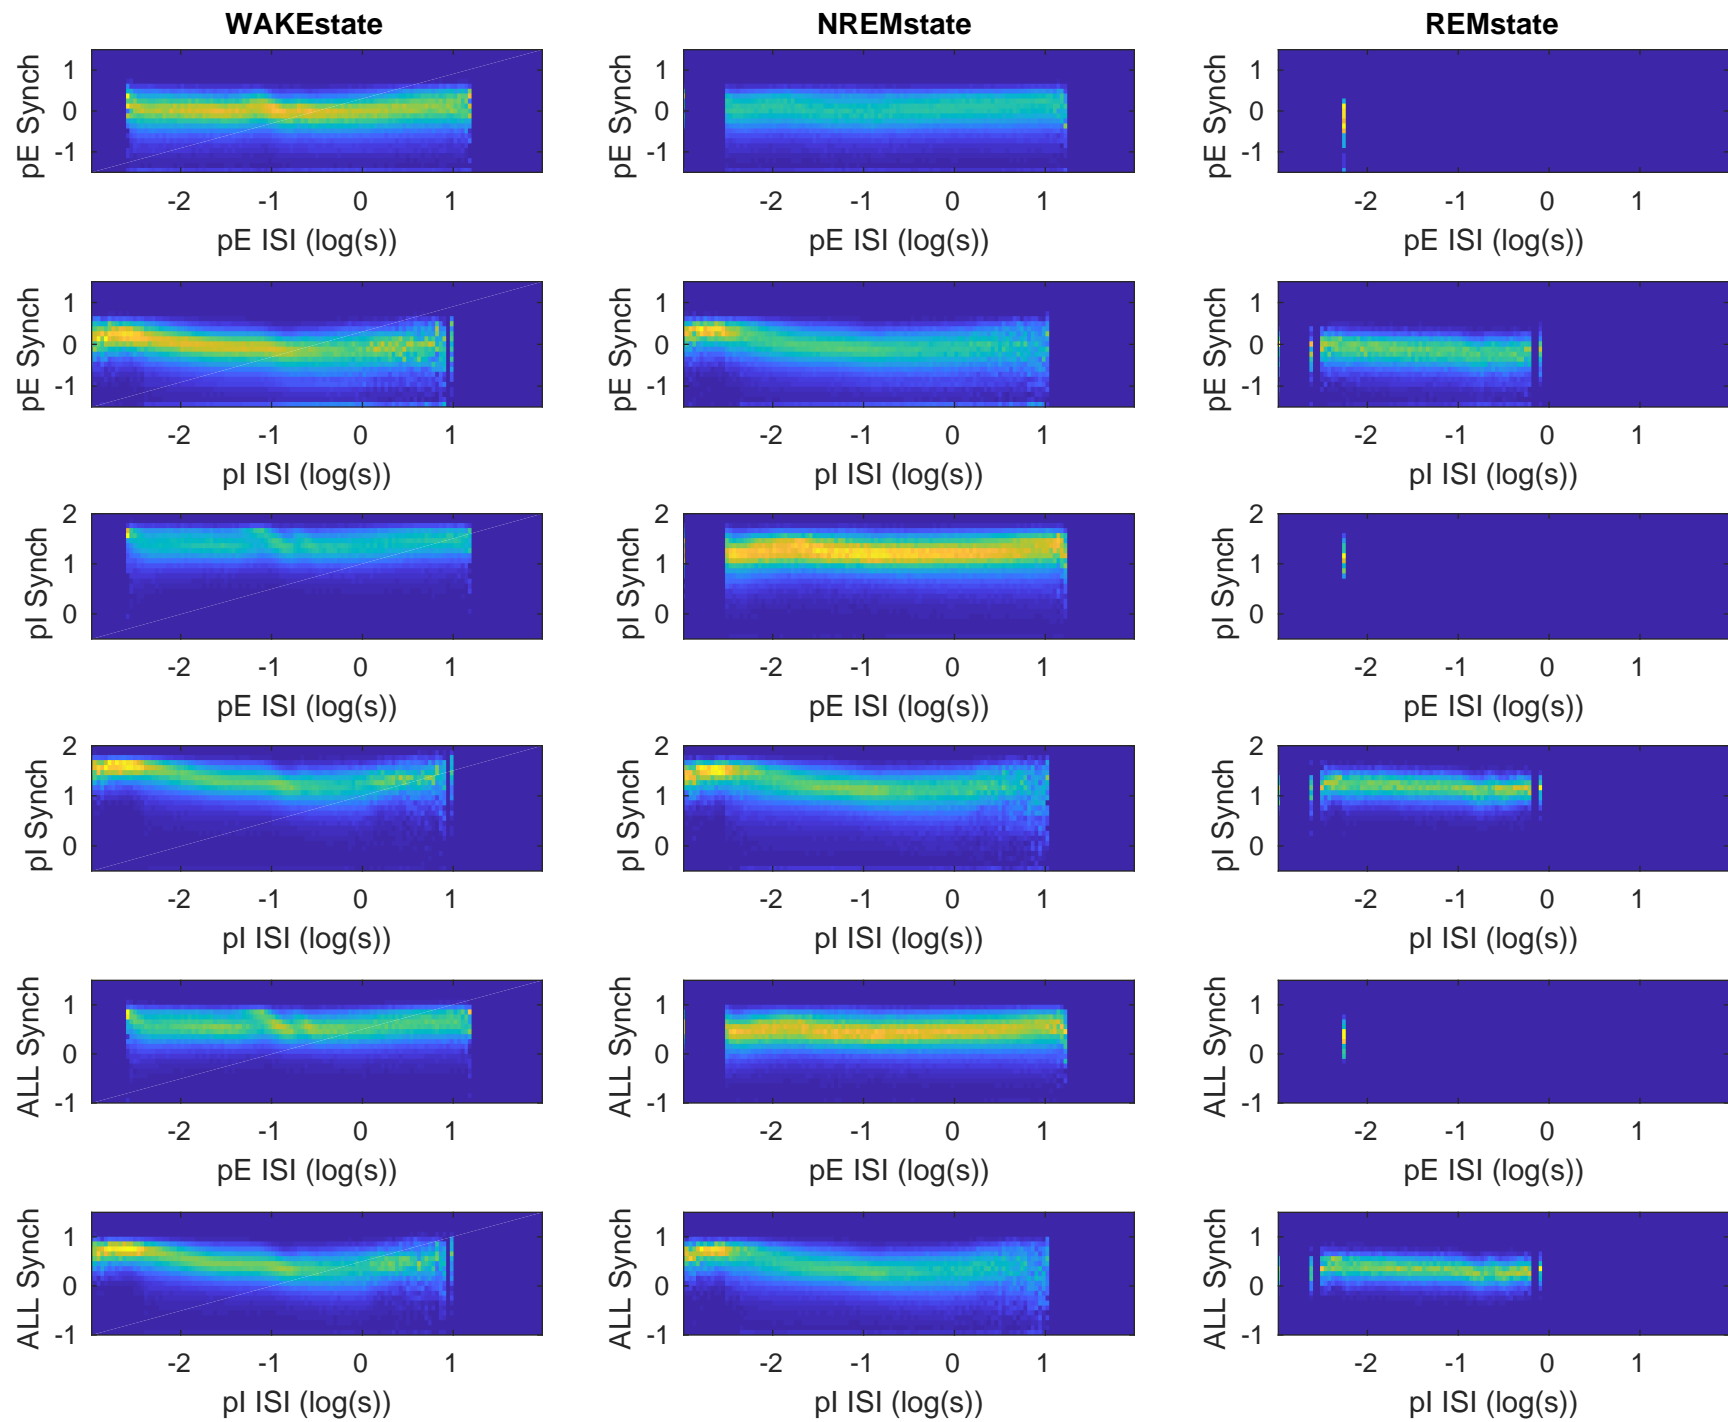 WAKEstate NREMstate REMstate
1 1 1
pE Synch 0 pE Synch 0 pE Synch 0
-1 -1 -1
-2 -1 0 1 -2 -1 0 1 -2 -1 0 1
pE ISI (log(s)) pE ISI (log(s)) pE ISI (log(s))
1 1 1
pE Synch 0 pE Synch 0 pE Synch 0
-1 -1 -1
-2 -1 0 1 -2 -1 0 1 -2 -1 0 1
pI ISI (log(s)) pI ISI (log(s)) pI ISI (log(s))
2 2 2
pI Synch 1 pI Synch 1 pI Synch 1
0 0 0
-2 -1 0 1 -2 -1 0 1 -2 -1 0 1
pE ISI (log(s)) pE ISI (log(s)) pE ISI (log(s))
2 2 2
pI Synch 1 pI Synch 1 pI Synch 1
0 0 0
-2 -1 0 1 -2 -1 0 1 -2 -1 0 1
pI ISI (log(s)) pI ISI (log(s)) pI ISI (log(s))
1 1 1
ALL Synch 0 ALL Synch 0 ALL Synch 0
-1 -1 -1
-2 -1 0 1 -2 -1 0 1 -2 -1 0 1
pE ISI (log(s)) pE ISI (log(s)) pE ISI (log(s))
1 1 1
ALL Synch 0 ALL Synch 0 ALL Synch 0
-1 -1 -1
-2 -1 0 1 -2 -1 0 1 -2 -1 0 1
pI ISI (log(s)) pI ISI (log(s)) pI ISI (log(s))